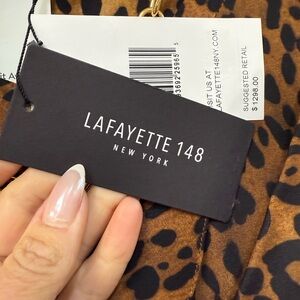 LAFAYETTE 148
NEW YORK
VISIT US AT
LAFAYETTE148NY.COM
SUGGESTED RETAIL
$1298.00